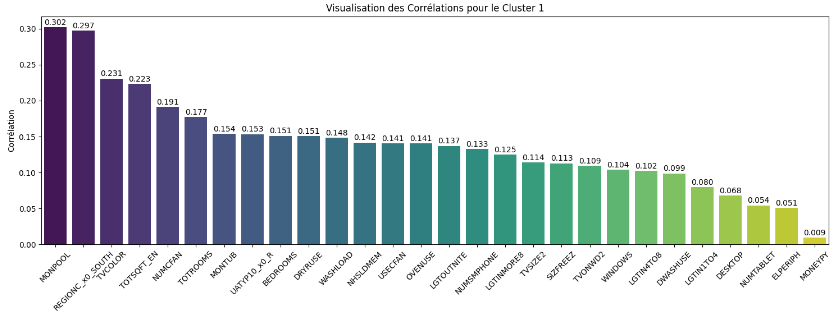 Visualisation des Corrélations pour le Cluster 1
Corrélation
0.30
0.25
0.20
0.15
0.10
0.05
0.00
0.302
0.297
0.231
0.223
0.191
0.177
0.154
0.153
0.151
0.151
0.148
0.142
0.141
0.141
0.137
0.133
0.125
0.114
0.113
0.109
0.104
0.102
0.099
0.080
0.068
0.054
0.051
0.009
MONPOOL
REGIONC_x0_SOUTH
TVCOLOR
TOTSQFT_EN
NUMCFAN
TOTROOMS
MONTUB
UATYP10_x0_R
BEDROOMS
DRYRUSE
WASHLOAD
NHSLDMEM
USECFAN
OVENUSE
LGTOUTNITE
NUMSMPHONE
LGTINMORE8
TVSIZE2
SIZFREEZ
TVONWD2
WINDOWS
LGTIN4TO8
DWASHUSE
LGTIN1TO4
DESKTOP
NUMTABLET
ELPERIPH
MONEYPY